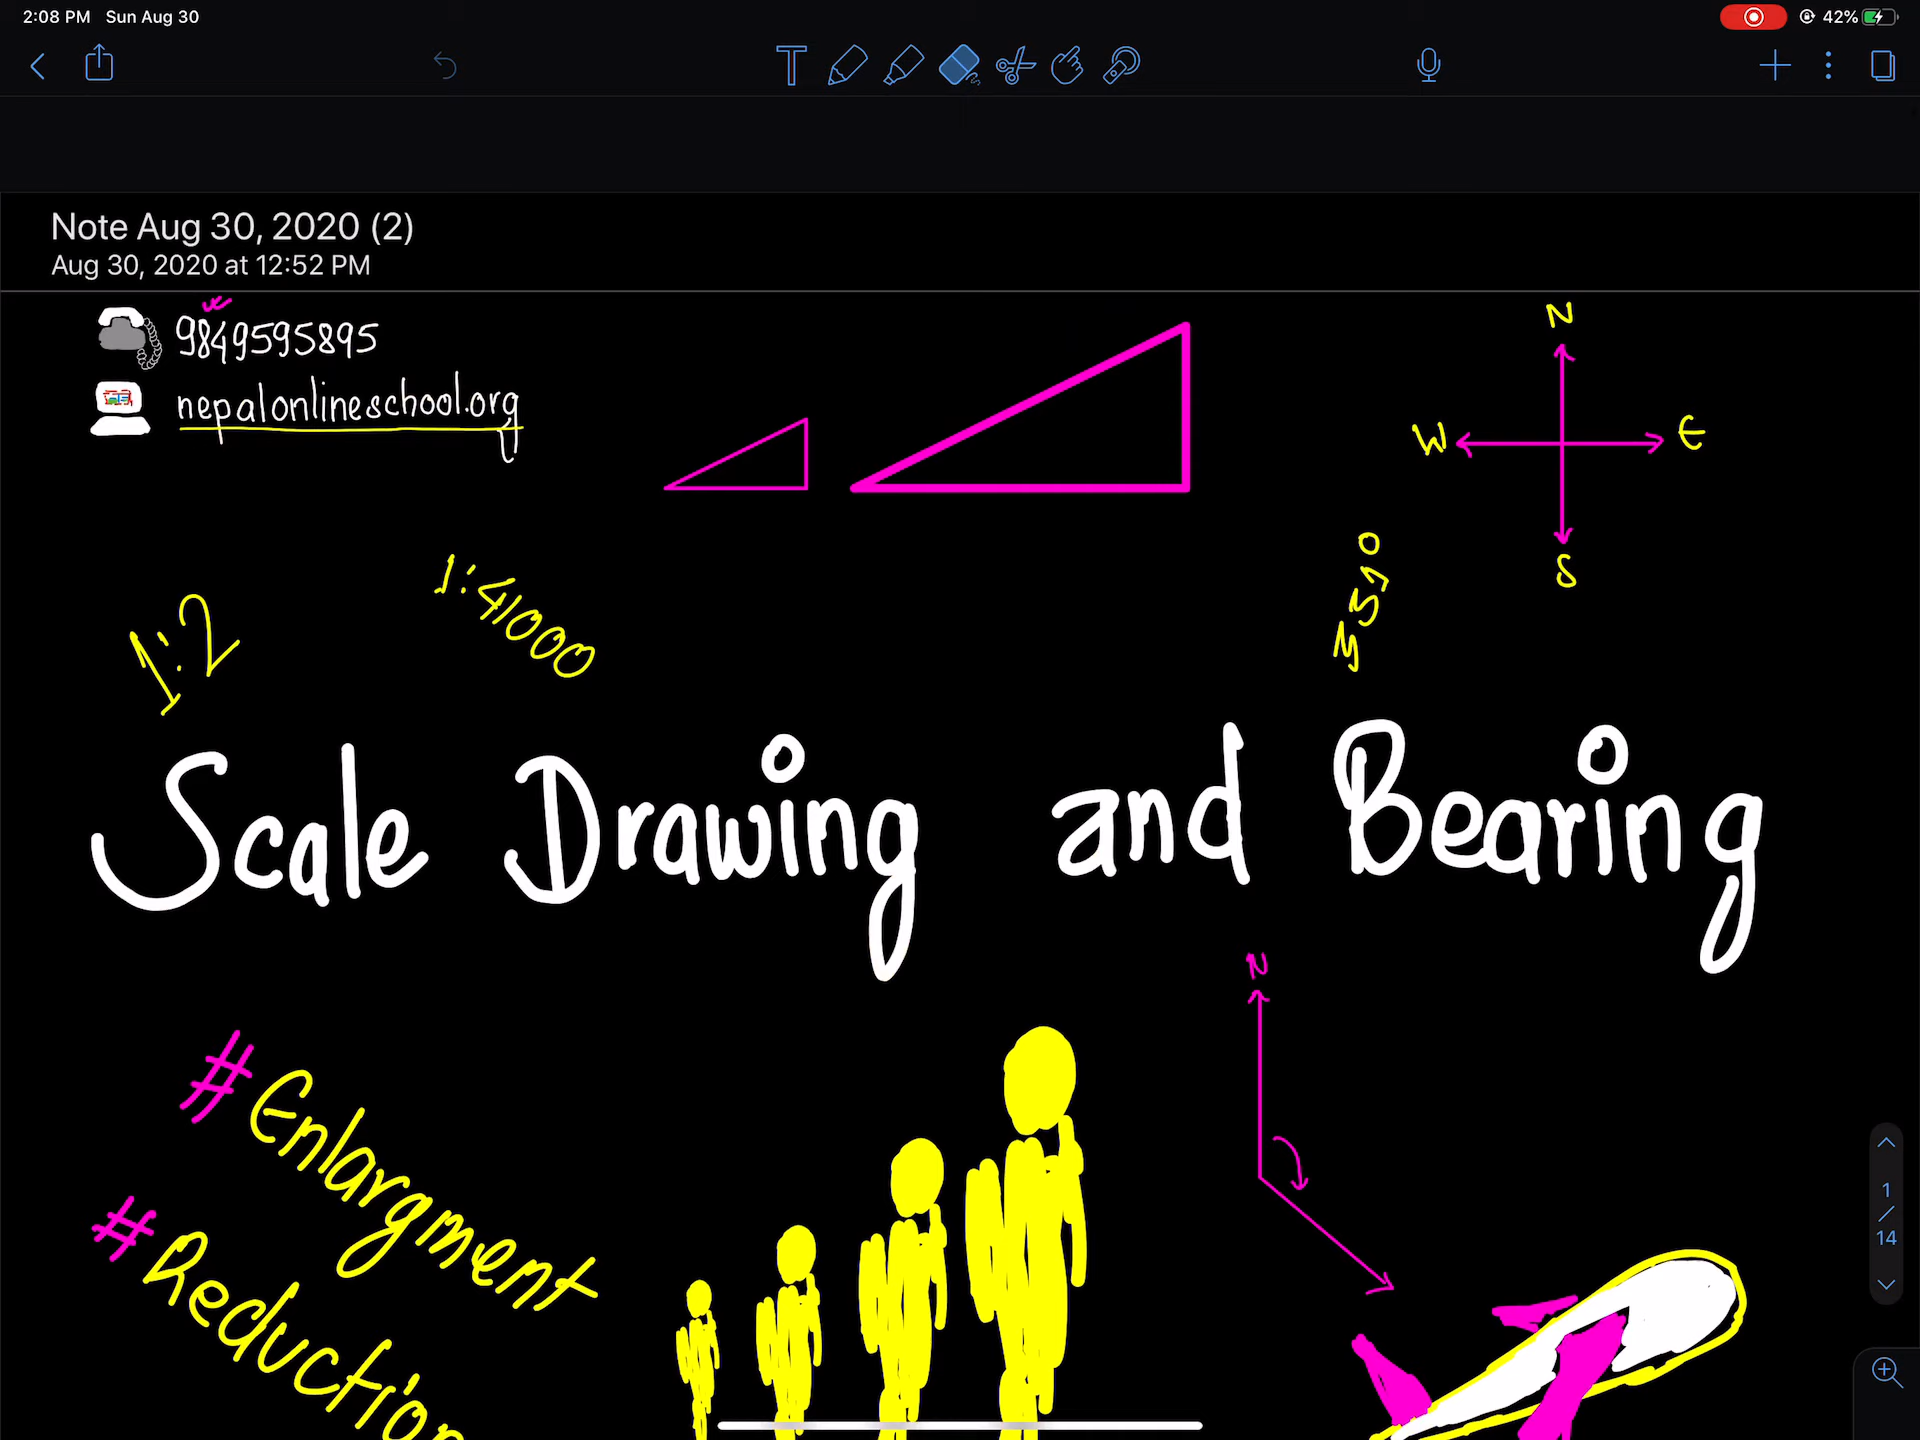 2:08 PM Sun Aug 30
42%
Note Aug 30, 2020 (2)
Aug 30, 2020 at 12:52 PM
9849595895
nepalonlineschool.org
N
W
E
S
1:2
1:41000
Scale Drawing and Bearing
N
# Enlargment
# Reduction
1
/
14